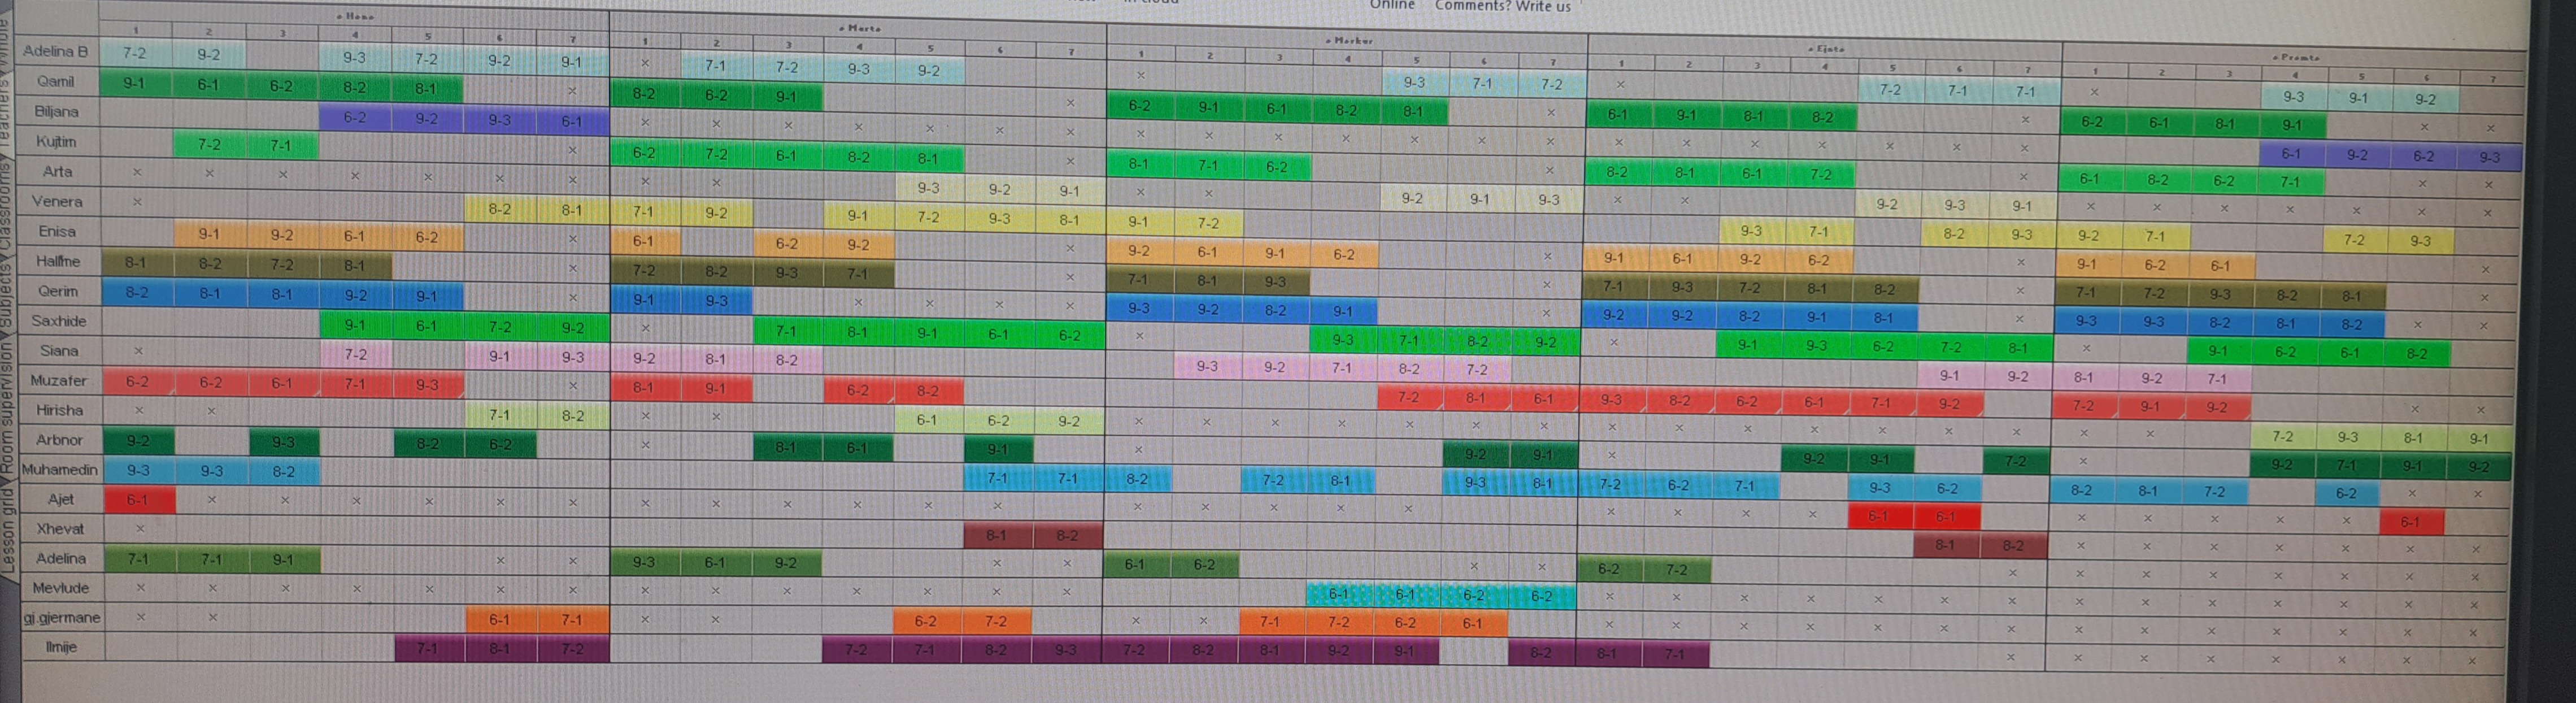 Online Comments? Write us
Hene Marte Merkur Ejnte Premte
1 2 3 4 5 6 7 1 2 3 4 5 6 7 1 2 3 4 5 6 7 1 2 3 4 5 6 7 1 2 3 4 5 6 7
Adelina B 7-2 9-2 9-3 7-2 9-2 9-1 × 7-1 7-2 9-3 9-2 × 9-3 7-1 7-2 × 7-2 7-1 7-1 × 9-3 9-1 9-2
Qamil 9-1 6-1 6-2 8-2 8-1 × 8-2 6-2 9-1 × 6-2 9-1 6-1 8-2 8-1 × 6-1 9-1 8-1 8-2 × 6-2 6-1 8-1 9-1 × ×
Biljana 6-2 9-2 9-3 6-1 × × × × × × × × × × × × × × × × × × × × × 6-1 9-2 6-2 9-3
Kujtim 7-2 7-1 × 6-2 7-2 6-1 8-2 8-1 × 8-1 7-1 6-2 × 8-2 8-1 6-1 7-2 × 6-1 8-2 6-2 7-1 × ×
Arta × × × × × × × × × 9-3 9-2 9-1 × × 9-2 9-1 9-3 × × 9-2 9-3 9-1 × × × × × × ×
Venera × 8-2 8-1 7-1 9-2 9-1 7-2 9-3 8-1 9-1 7-2 9-3 7-1 8-2 9-3 9-2 7-1 7-2 9-3
Enisa 9-1 9-2 6-1 6-2 × 6-1 6-2 9-2 × 9-2 6-1 9-1 6-2 × 9-1 6-1 9-2 6-2 × 9-1 6-2 6-1 ×
Halime 8-1 8-2 7-2 8-1 × 7-2 8-2 9-3 7-1 × 7-1 8-1 9-3 × 7-1 9-3 7-2 8-1 8-2 × 7-1 7-2 9-3 8-2 8-1 ×
Qerim 8-2 8-1 8-1 9-2 9-1 × 9-1 9-3 × × × × 9-3 9-2 8-2 9-1 × 9-2 9-2 8-2 9-1 8-1 × 9-3 9-3 8-2 8-1 8-2 × ×
Saxhide 9-1 6-1 7-2 9-2 × 7-1 8-1 9-1 6-1 6-2 × 9-3 7-1 8-2 9-2 × 9-1 9-3 6-2 7-2 8-1 × 9-1 6-2 6-1 8-2
Siana × 7-2 9-1 9-3 9-2 8-1 8-2 9-3 9-2 7-1 8-2 7-2 9-1 9-2 8-1 9-2 7-1
Muzafer 6-2 6-2 6-1 7-1 9-3 × 8-1 9-1 6-2 8-2 7-2 8-1 6-1 9-3 8-2 6-2 6-1 7-1 9-2 7-2 9-1 9-2 × ×
Hirisha × × 7-1 8-2 × × 6-1 6-2 9-2 × × × × × × × × × × × × × × × × 7-2 9-3 8-1 9-1
Arbnor 9-2 9-3 8-2 6-2 × 8-1 6-1 9-1 × 9-2 9-1 × 9-2 9-1 7-2 × 9-2 7-1 9-1 9-2
Muhamedin 9-3 9-3 8-2 7-1 7-1 8-2 7-2 8-1 9-3 8-1 7-2 6-2 7-1 9-3 6-2 8-2 8-1 7-2 6-2 × ×
Ajet 6-1 × × × × × × × × × × × × × × × × × × × × × × 6-1 6-1 × × × × × 6-1
Xhevat × 8-1 8-2 8-1 8-2 × × × × × × ×
Adelina 7-1 7-1 9-1 × × 9-3 6-1 9-2 × × 6-1 6-2 × × 6-2 7-2 × × × × × × × ×
Mevlude × × × × × × × × × × × × × × 6-1 6-1 6-2 6-2 × × × × × × × × × × × × × ×
gj.gjermane × × 6-1 7-1 × × 6-2 7-2 × × 7-1 7-2 6-2 6-1 × × × × × × × × × × × × × ×
Ilmije 7-1 8-1 7-2 7-2 7-1 8-2 9-3 7-2 8-2 8-1 9-2 9-1 8-2 8-1 7-1 × × × × × × × ×
Lesson grid Room supervision Subjects Classrooms Teachers Whole